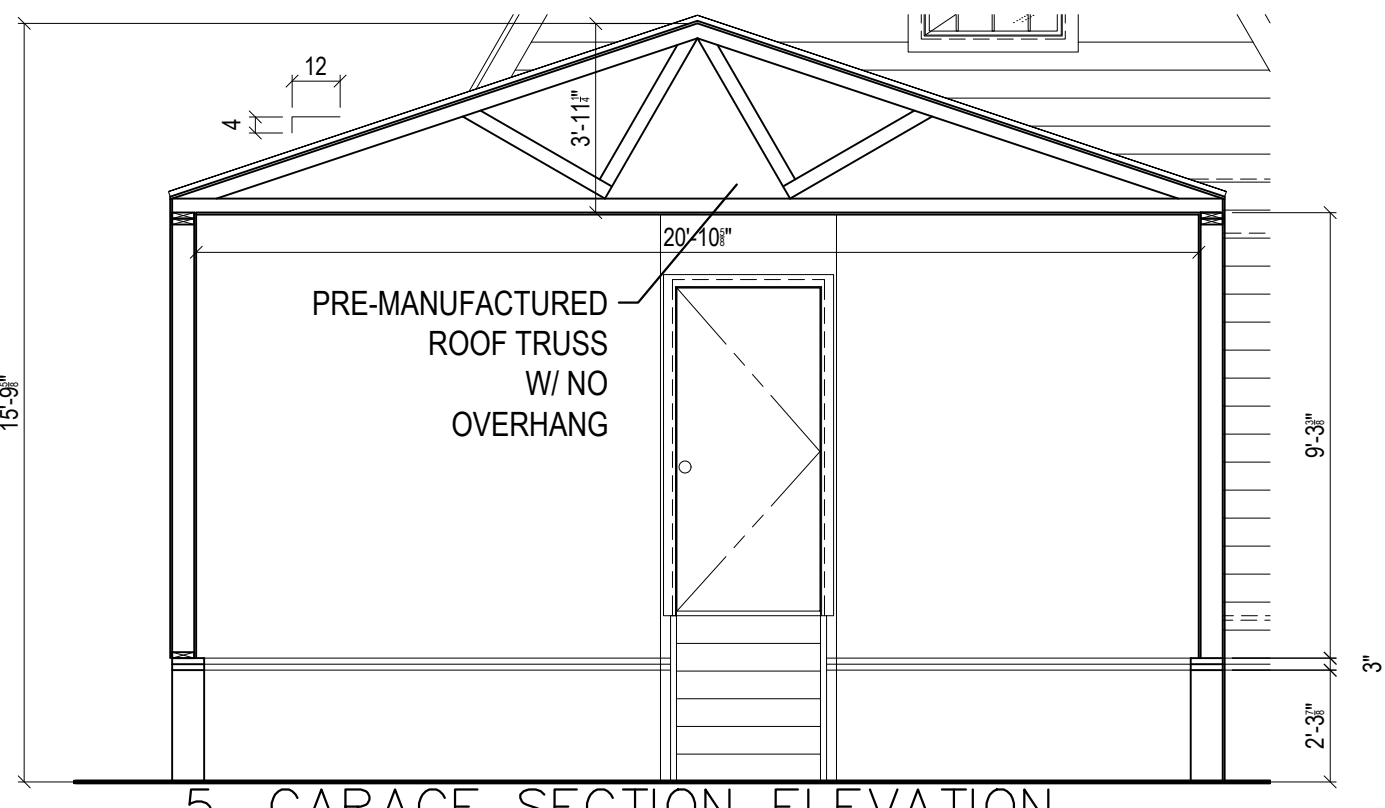 12
4
3'-11¼"
20'-10⅝"
PRE-MANUFACTURED
ROOF TRUSS
W/ NO
OVERHANG
15'-9⅝"
9'-3⅜"
3"
2'-3⅞"
5 GARAGE SECTION ELEVATION